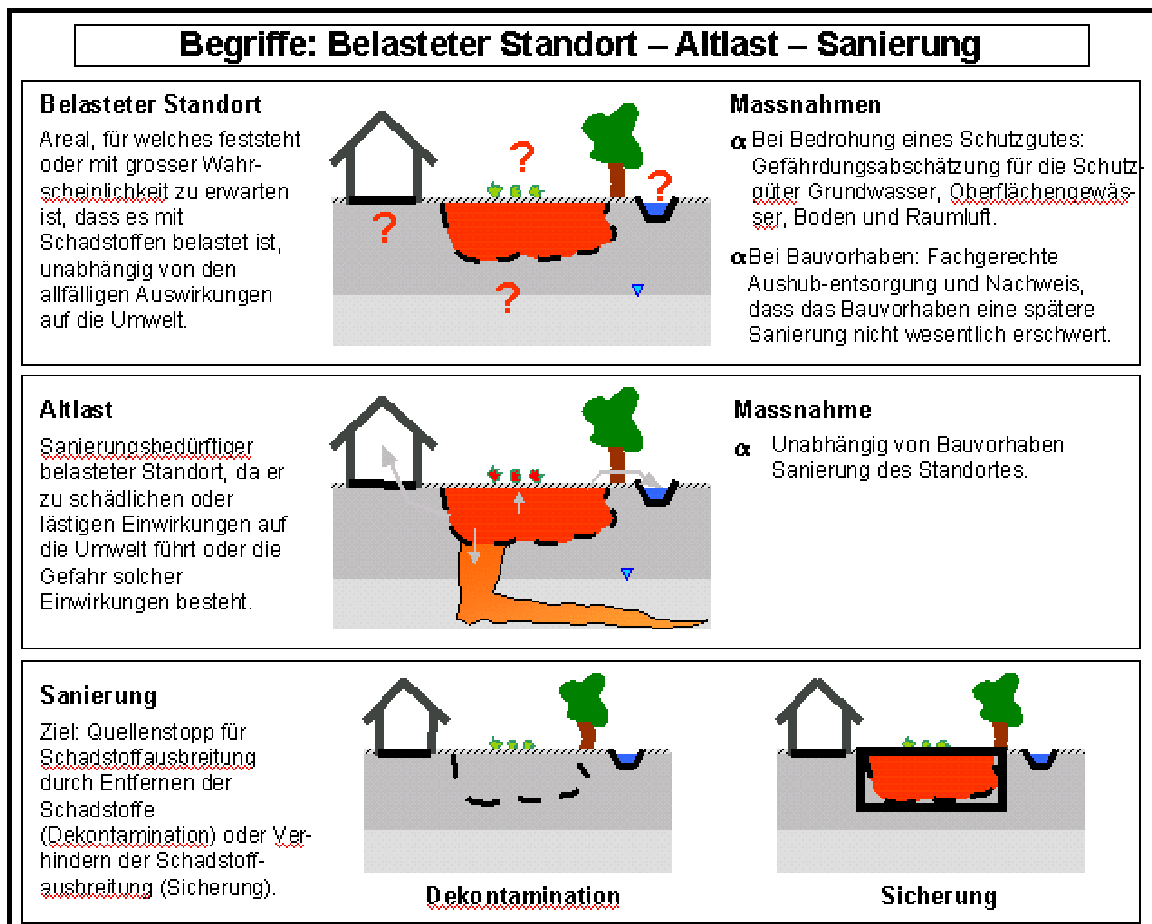 Begriffe: Belasteter Standort – Altlast – Sanierung
Belasteter Standort
Areal, für welches feststeht
oder mit grosser Wahr-
scheinlichkeit zu erwarten
ist, dass es mit
Schadstoffen belastet ist,
unabhängig von den
allfälligen Auswirkungen
auf die Umwelt.
?
?
?
?
Massnahmen
α Bei Bedrohung eines Schutzgutes:
Gefährdungsabschätzung für die Schutz-
güter Grundwasser, Oberflächengewäs-
ser, Boden und Raumluft.
α Bei Bauvorhaben: Fachgerechte
Aushub-entsorgung und Nachweis,
dass das Bauvorhaben eine spätere
Sanierung nicht wesentlich erschwert.
Altlast
Sanierungsbedürftiger
belasteter Standort, da er
zu schädlichen oder
lästigen Einwirkungen auf
die Umwelt führt oder die
Gefahr solcher
Einwirkungen besteht.
Massnahme
α Unabhängig von Bauvorhaben
Sanierung des Standortes.
Sanierung
Ziel: Quellenstopp für
Schadstoffausbreitung
durch Entfernen der
Schadstoffe
(Dekontamination) oder Ver-
hindern der Schadstoff-
ausbreitung (Sicherung).
Dekontamination
Sicherung